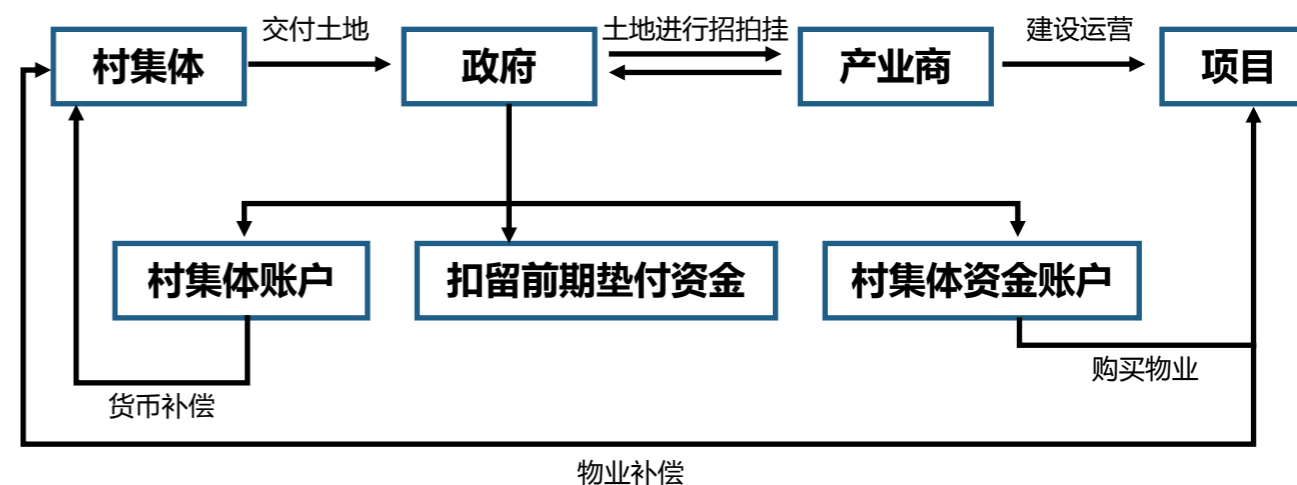 交付土地
土地进行招拍挂
建设运营
村集体
政府
产业商
项目
村集体账户
扣留前期垫付资金
村集体资金账户
购买物业
货币补偿
物业补偿